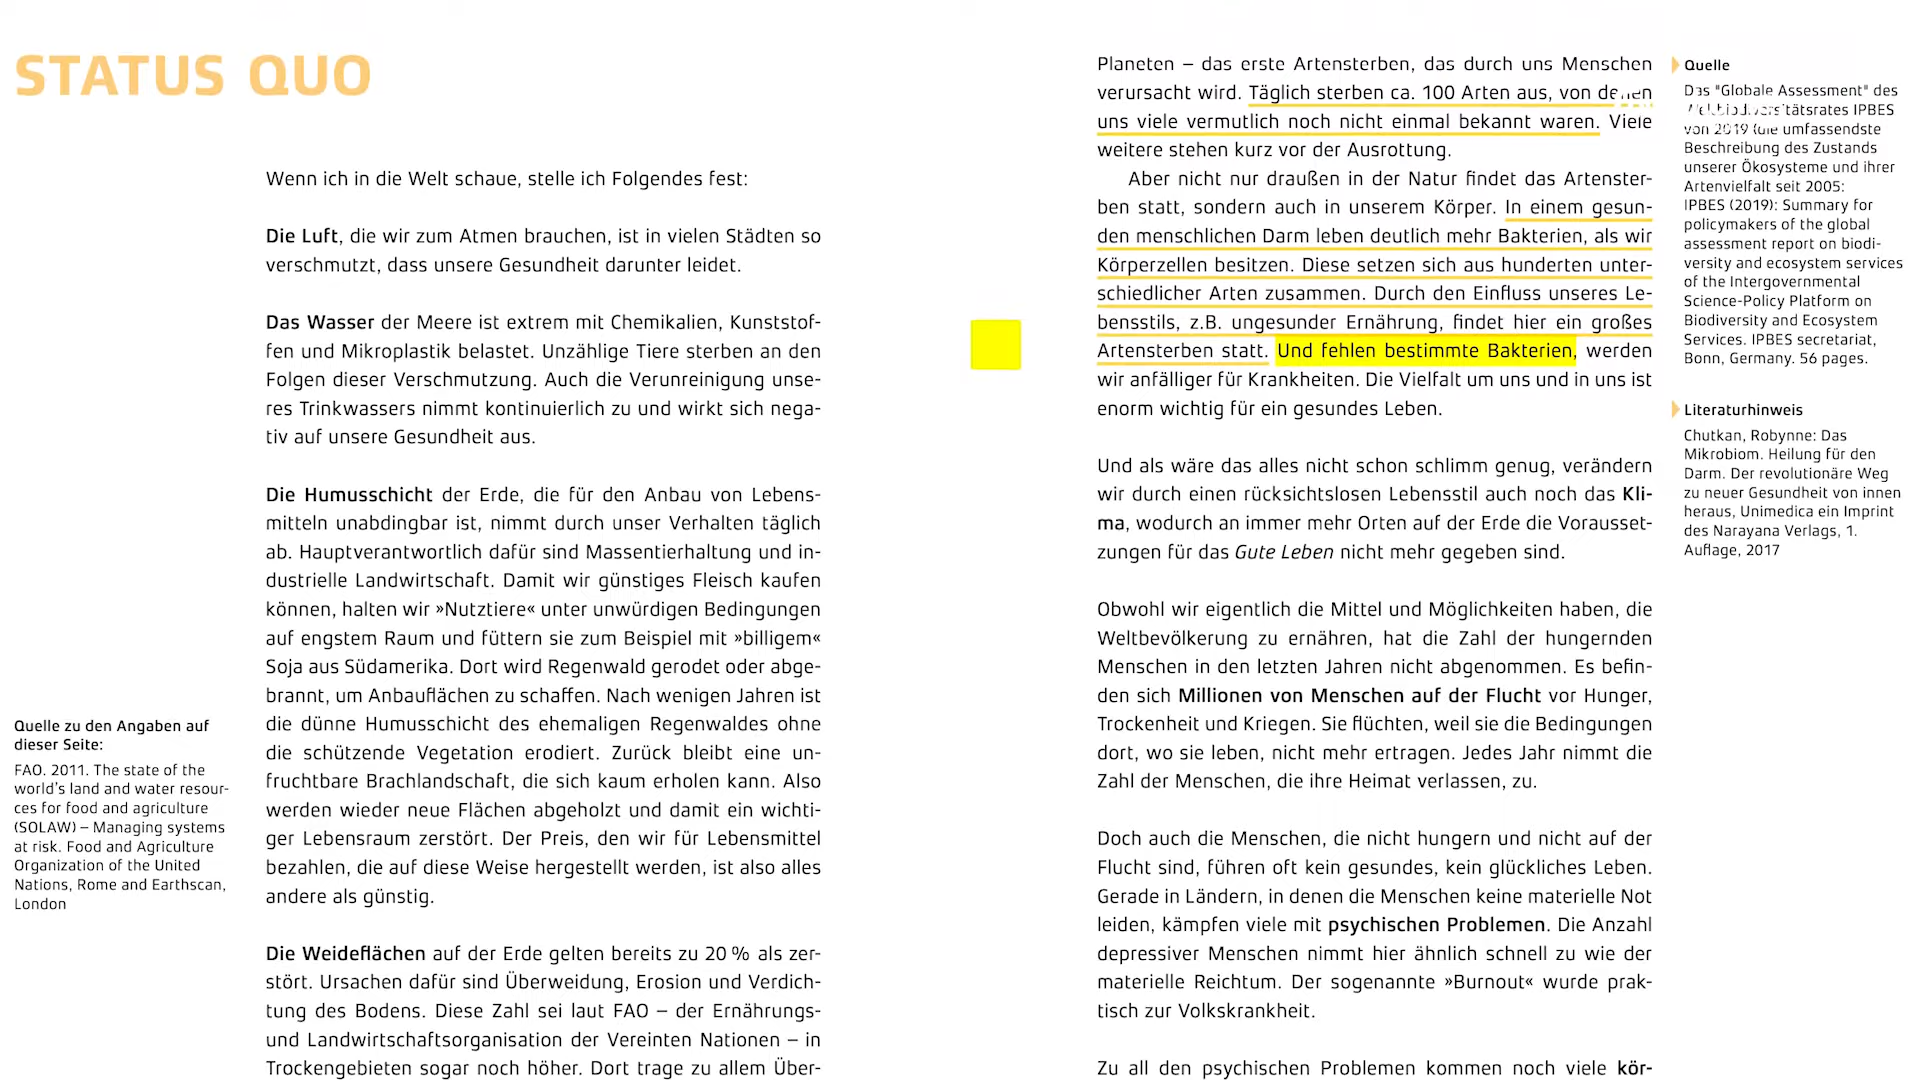 STATUS QUO
Wenn ich in die Welt schaue, stelle ich Folgendes fest:
Die Luft, die wir zum Atmen brauchen, ist in vielen Städten so
verschmutzt, dass unsere Gesundheit darunter leidet.
Das Wasser der Meere ist extrem mit Chemikalien, Kunststof-
fen und Mikroplastik belastet. Unzählige Tiere sterben an den
Folgen dieser Verschmutzung. Auch die Verunreinigung unse-
res Trinkwassers nimmt kontinuierlich zu und wirkt sich nega-
tiv auf unsere Gesundheit aus.
Die Humusschicht der Erde, die für den Anbau von Lebens-
mitteln unabdingbar ist, nimmt durch unser Verhalten täglich
ab. Hauptverantwortlich dafür sind Massentierhaltung und in-
dustrielle Landwirtschaft. Damit wir günstiges Fleisch kaufen
können, halten wir »Nutztiere« unter unwürdigen Bedingungen
auf engstem Raum und füttern sie zum Beispiel mit »billigem«
Soja aus Südamerika. Dort wird Regenwald gerodet oder abge-
brannt, um Anbauflächen zu schaffen. Nach wenigen Jahren ist
die dünne Humusschicht des ehemaligen Regenwaldes ohne
die schützende Vegetation erodiert. Zurück bleibt eine un-
fruchtbare Brachlandschaft, die sich kaum erholen kann. Also
werden wieder neue Flächen abgeholzt und damit ein wichti-
ger Lebensraum zerstört. Der Preis, den wir für Lebensmittel
bezahlen, die auf diese Weise hergestellt werden, ist also alles
andere als günstig.
Die Weideflächen auf der Erde gelten bereits zu 20 % als zer-
stört. Ursachen dafür sind Überweidung, Erosion und Verdich-
tung des Bodens. Diese Zahl sei laut FAO – der Ernährungs-
und Landwirtschaftsorganisation der Vereinten Nationen – in
Trockengebieten sogar noch höher. Dort trage zu allem Über-
Quelle zu den Angaben auf
dieser Seite:
FAO. 2011. The state of the
world's land and water resour-
ces for food and agriculture
(SOLAW) – Managing systems
at risk. Food and Agriculture
Organization of the United
Nations, Rome and Earthscan,
London
Planeten – das erste Artensterben, das durch uns Menschen
verursacht wird. Täglich sterben ca. 100 Arten aus, von denen
uns viele vermutlich noch nicht einmal bekannt waren. Viele
weitere stehen kurz vor der Ausrottung.
Aber nicht nur draußen in der Natur findet das Artenster-
ben statt, sondern auch in unserem Körper. In einem gesun-
den menschlichen Darm leben deutlich mehr Bakterien, als wir
Körperzellen besitzen. Diese setzen sich aus hunderten unter-
schiedlicher Arten zusammen. Durch den Einfluss unseres Le-
bensstils, z.B. ungesunder Ernährung, findet hier ein großes
Artensterben statt. Und fehlen bestimmte Bakterien, werden
wir anfälliger für Krankheiten. Die Vielfalt um uns und in uns ist
enorm wichtig für ein gesundes Leben.
Und als wäre das alles nicht schon schlimm genug, verändern
wir durch einen rücksichtslosen Lebensstil auch noch das Kli-
ma, wodurch an immer mehr Orten auf der Erde die Vorausset-
zungen für das Gute Leben nicht mehr gegeben sind.
Obwohl wir eigentlich die Mittel und Möglichkeiten haben, die
Weltbevölkerung zu ernähren, hat die Zahl der hungernden
Menschen in den letzten Jahren nicht abgenommen. Es befin-
den sich Millionen von Menschen auf der Flucht vor Hunger,
Trockenheit und Kriegen. Sie flüchten, weil sie die Bedingungen
dort, wo sie leben, nicht mehr ertragen. Jedes Jahr nimmt die
Zahl der Menschen, die ihre Heimat verlassen, zu.
Doch auch die Menschen, die nicht hungern und nicht auf der
Flucht sind, führen oft kein gesundes, kein glückliches Leben.
Gerade in Ländern, in denen die Menschen keine materielle Not
leiden, kämpfen viele mit psychischen Problemen. Die Anzahl
depressiver Menschen nimmt hier ähnlich schnell zu wie der
materielle Reichtum. Der sogenannte »Burnout« wurde prak-
tisch zur Volkskrankheit.
Zu all den psychischen Problemen kommen noch viele kör-
Quelle
Das "Globale Assessment" des
IPBES
von 2019 (die umfassendste
Beschreibung des Zustands
unserer Ökosysteme und ihrer
Artenvielfalt seit 2005:
IPBES (2019): Summary for
policymakers of the global
assessment report on biodi-
versity and ecosystem services
of the Intergovernmental
Science-Policy Platform on
Biodiversity and Ecosystem
Services. IPBES secretariat,
Bonn, Germany. 56 pages.
Literaturhinweis
Chutkan, Robynne: Das
Mikrobiom. Heilung für den
Darm. Der revolutionäre Weg
zu neuer Gesundheit von innen
heraus, Unimedica ein Imprint
des Narayana Verlags, 1.
Auflage, 2017